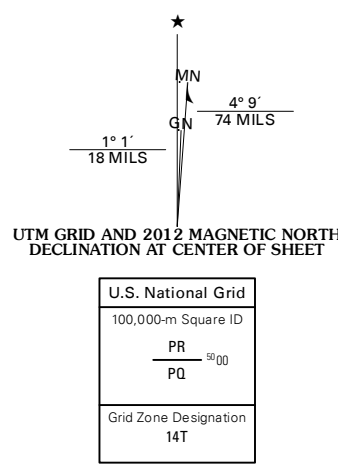 ★
MN
GN
4° 9´
74 MILS
1° 1´
18 MILS
UTM GRID AND 2012 MAGNETIC NORTH
DECLINATION AT CENTER OF SHEET
U.S. National Grid
100,000-m Square ID
PR
5000
PQ
Grid Zone Designation
14T